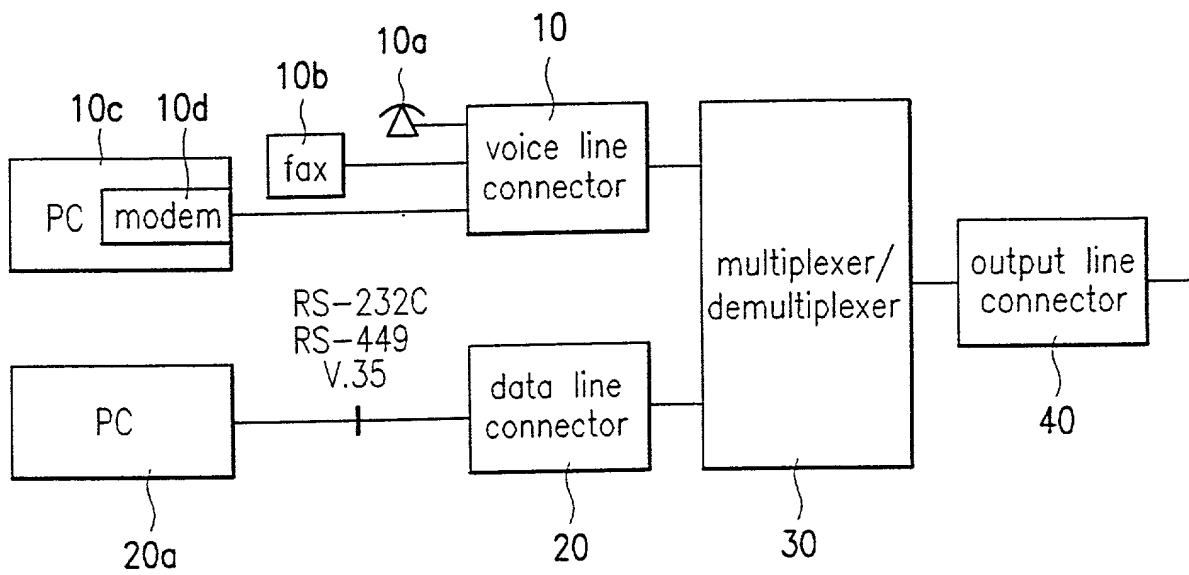 10
10a
10b
10c
10d
fax
voice line
connector
PC
modem
multiplexer/
demultiplexer
output line
connector
RS-232C
RS-449
V.35
data line
connector
PC
40
20a
20
30